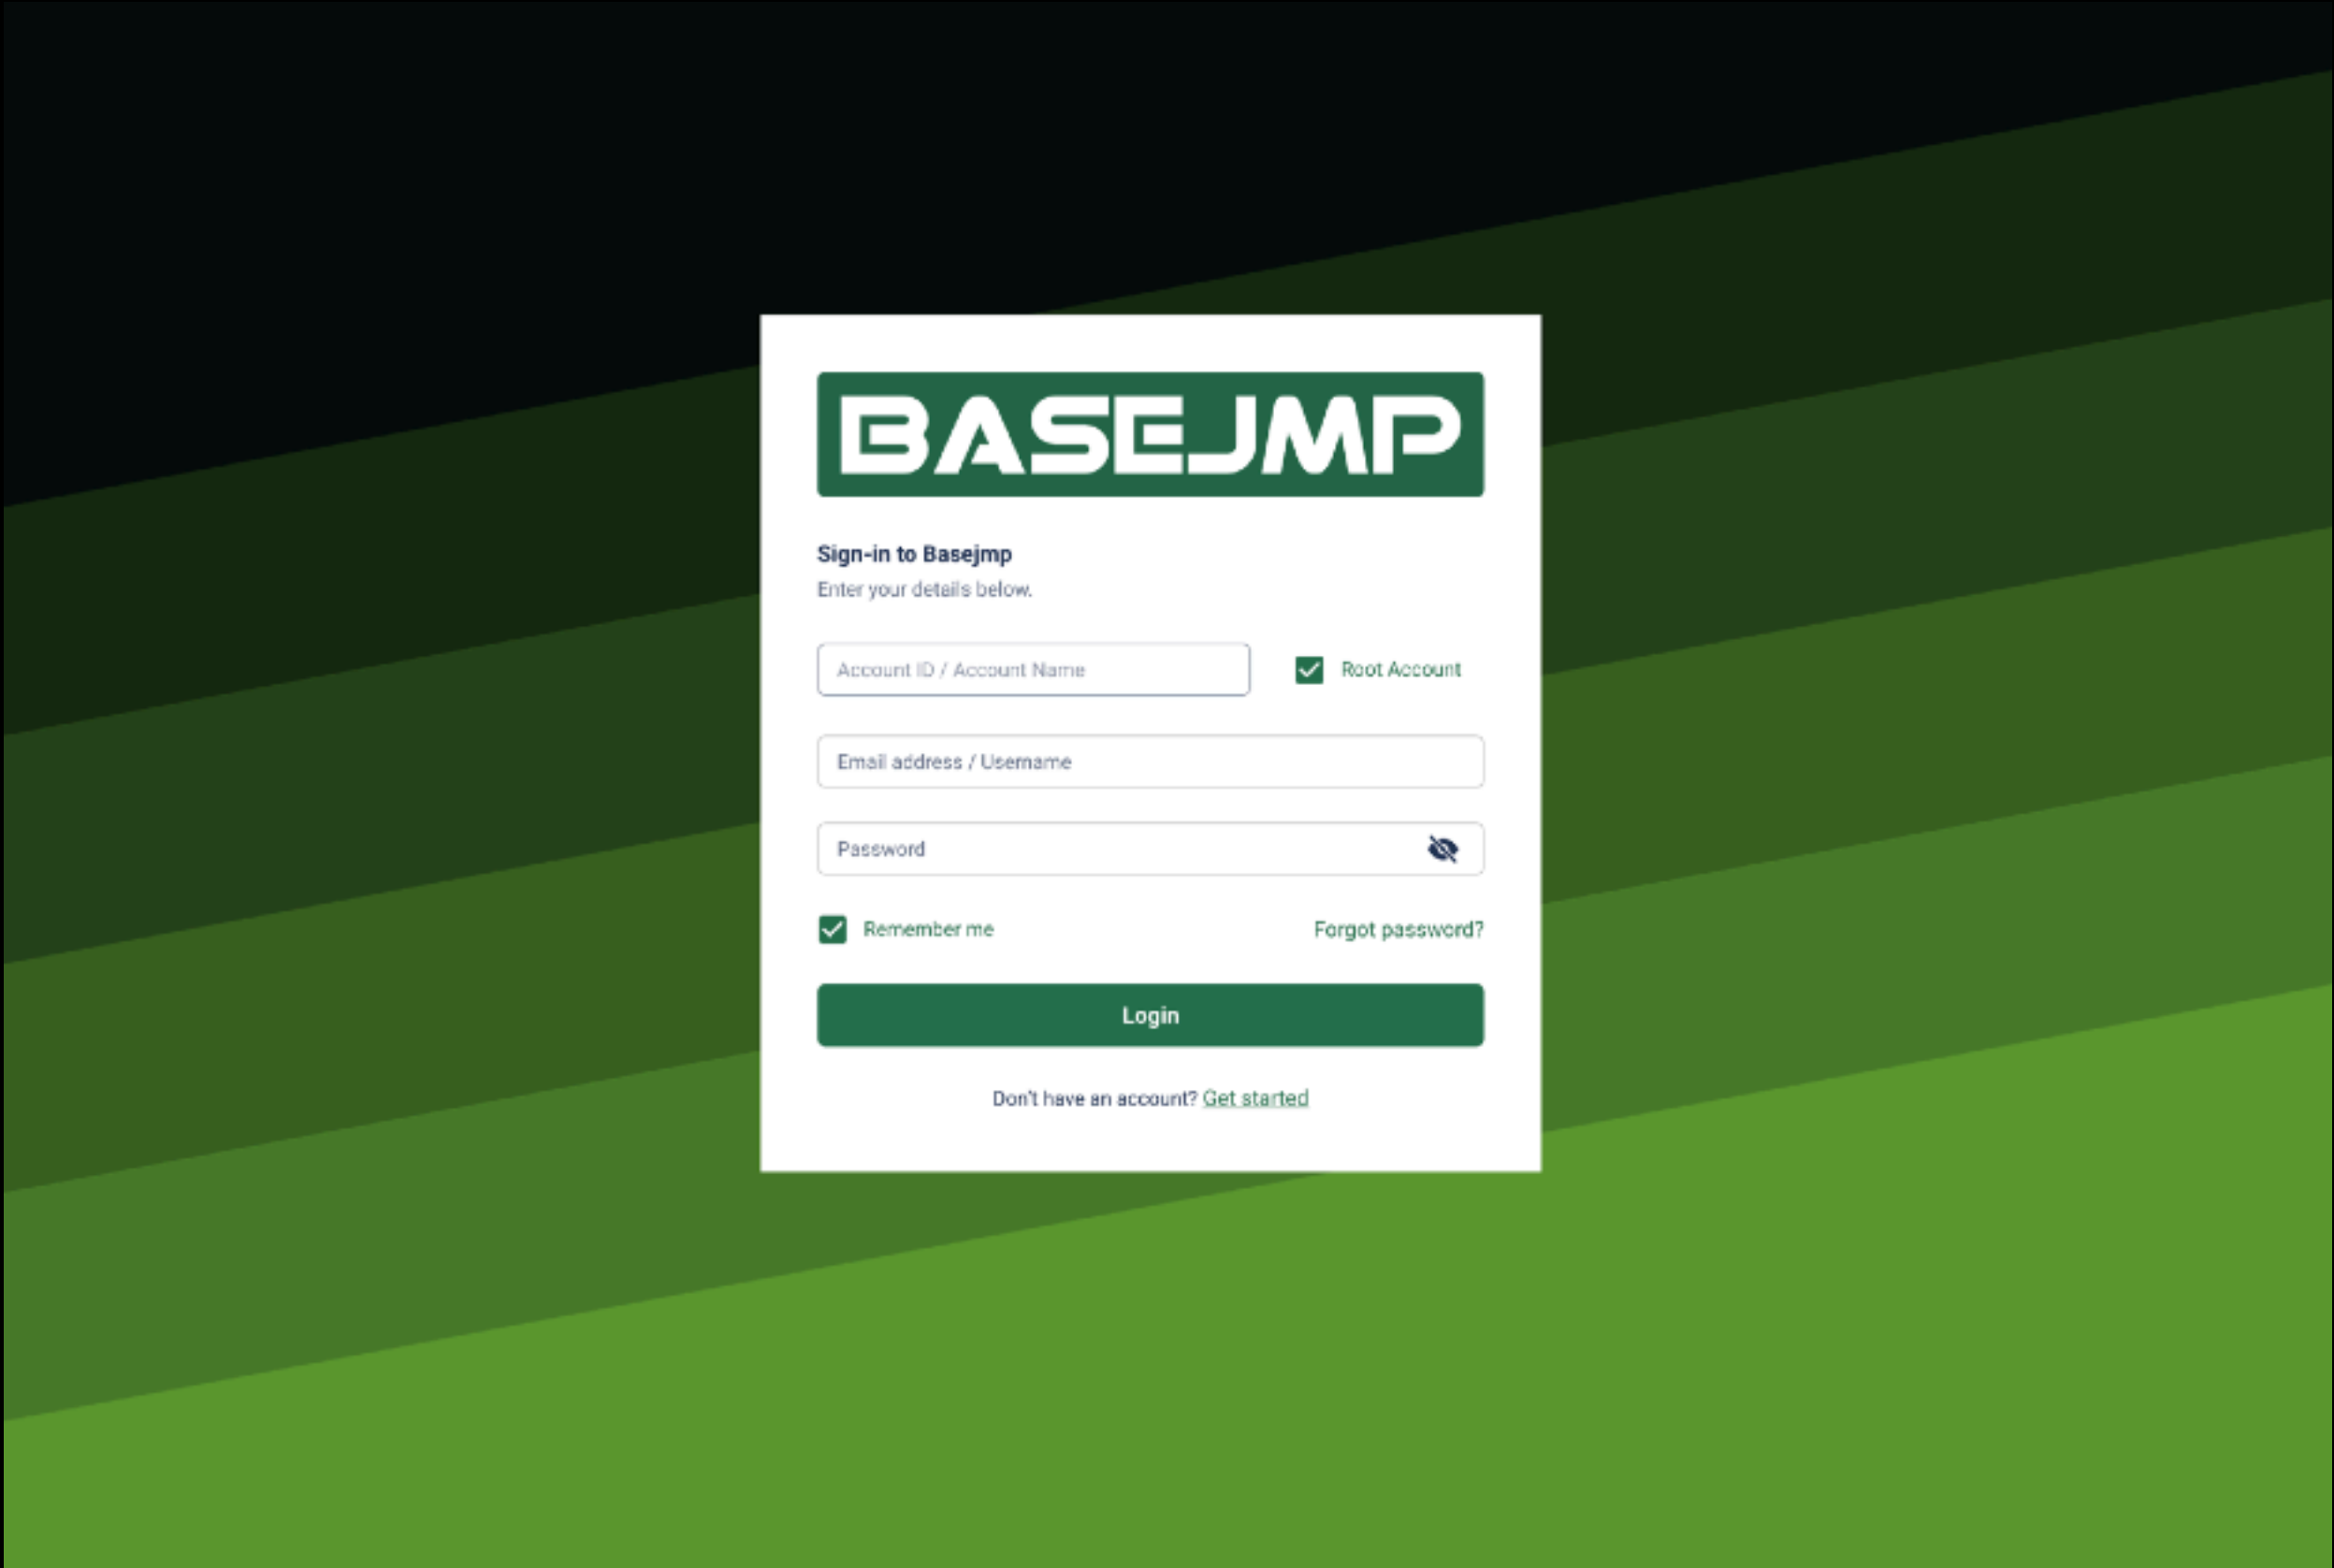 BASEJMP
Sign-in to Basejmp
Enter your details below.
Account ID / Account Name
Root Account
Email address / Username
Password
Remember me
Forgot password?
Login
Don't have an account? Get started